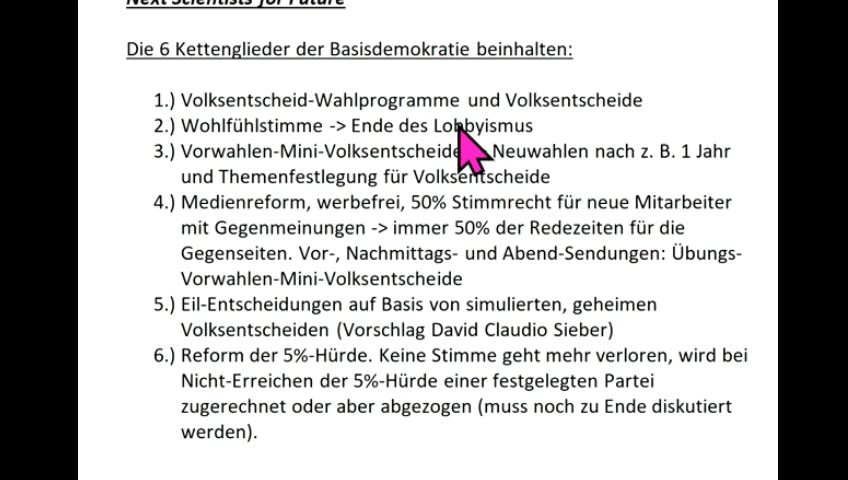 Next Scientists for Future
Die 6 Kettenglieder der Basisdemokratie beinhalten:
1.) Volksentscheid-Wahlprogramme und Volksentscheide
2.) Wohlfühlstimme -> Ende des Lobbyismus
3.) Vorwahlen-Mini-Volksentscheide Neuwahlen nach z. B. 1 Jahr
und Themenfestlegung für Volksentscheide
4.) Medienreform, werbefrei, 50% Stimmrecht für neue Mitarbeiter
mit Gegenmeinungen -> immer 50% der Redezeiten für die
Gegenseiten. Vor-, Nachmittags- und Abend-Sendungen: Übungs-
Vorwahlen-Mini-Volksentscheide
5.) Eil-Entscheidungen auf Basis von simulierten, geheimen
Volksentscheiden (Vorschlag David Claudio Sieber)
6.) Reform der 5%-Hürde. Keine Stimme geht mehr verloren, wird bei
Nicht-Erreichen der 5%-Hürde einer festgelegten Partei
zugerechnet oder aber abgezogen (muss noch zu Ende diskutiert
werden).